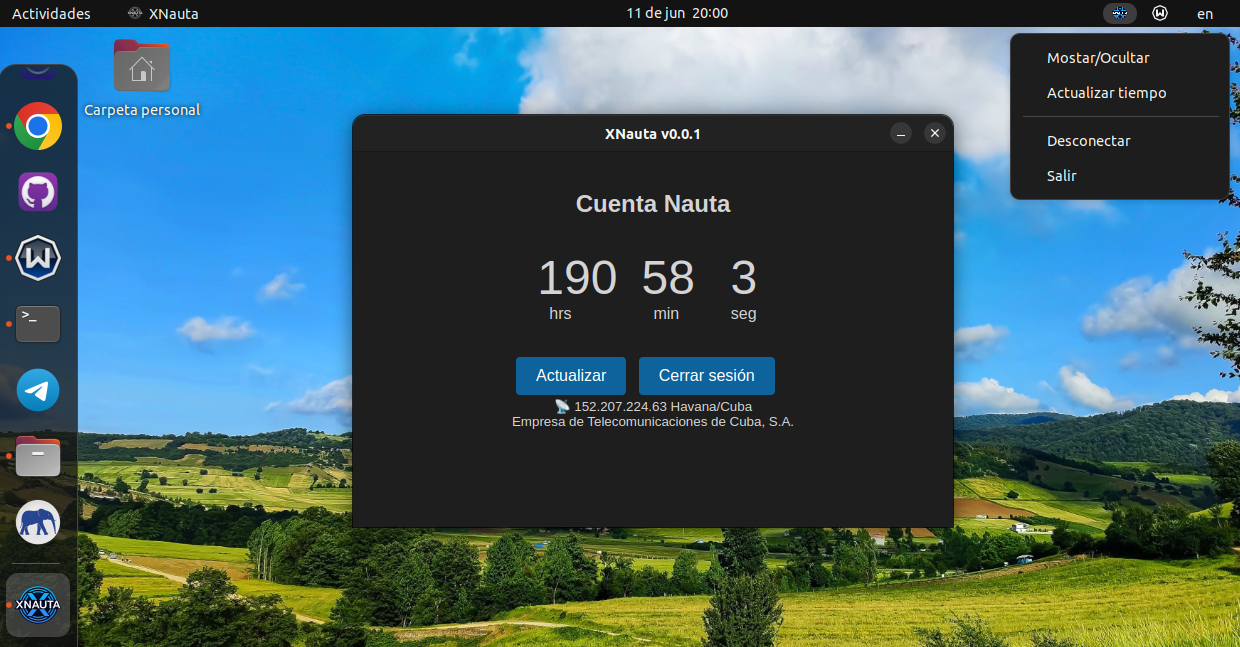 Actividades
XNauta
11 de jun 20:00
en
Mostar/Ocultar
Actualizar tiempo
Desconectar
Salir
Carpeta personal
XNauta v0.0.1
Cuenta Nauta
190 58 3
hrs min seg
Actualizar
Cerrar sesión
152.207.224.63 Havana/Cuba
Empresa de Telecomunicaciones de Cuba, S.A.
>_
XNAUTA